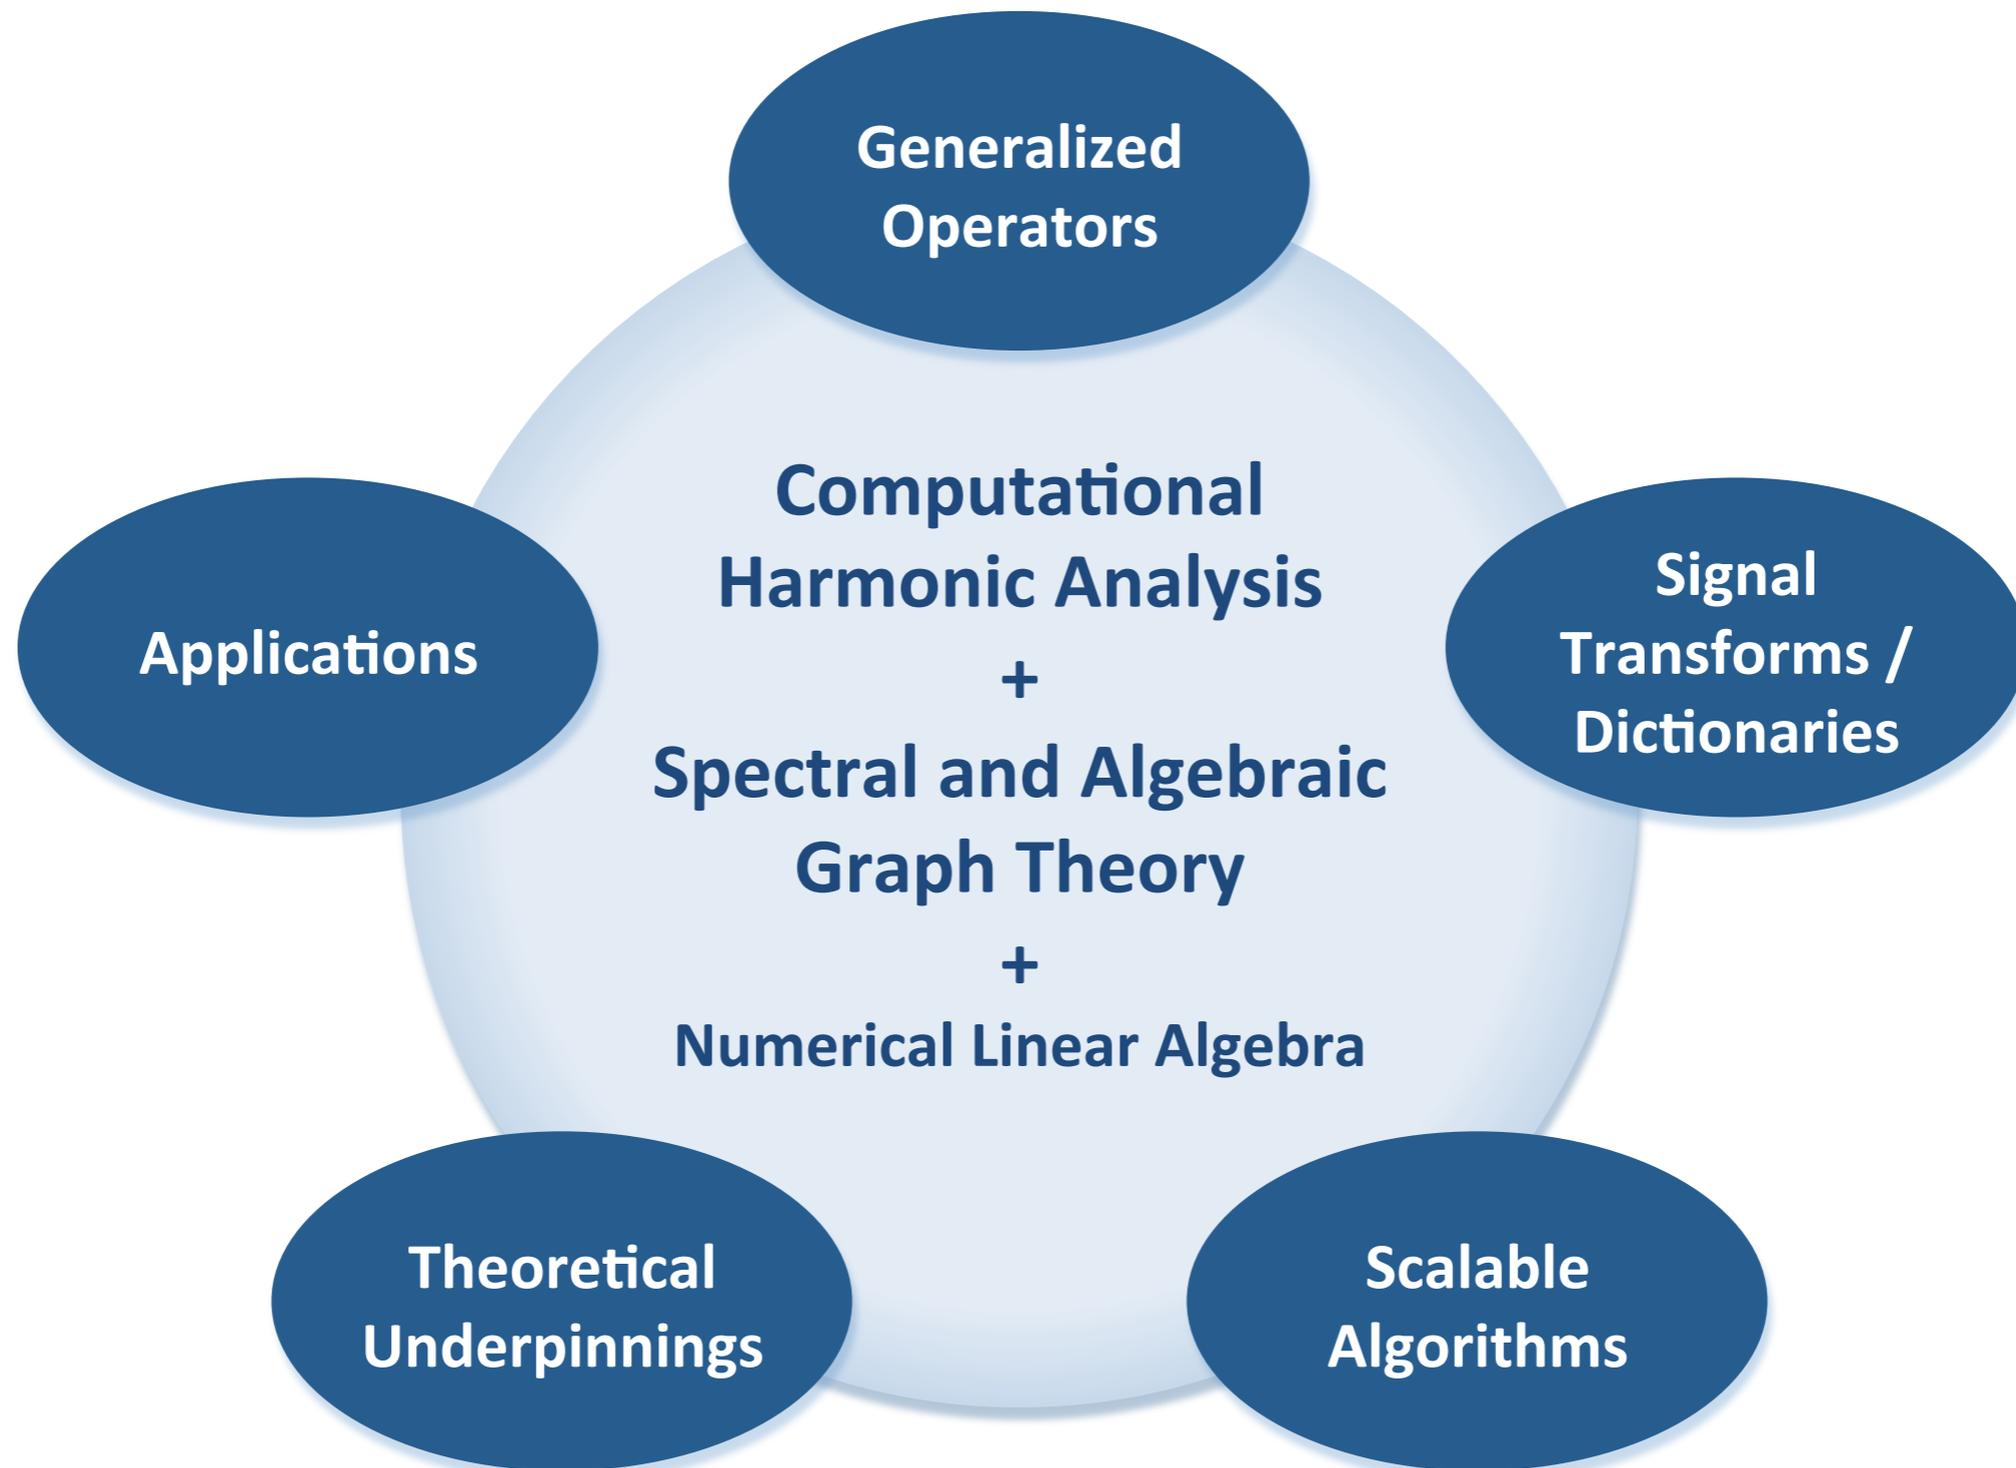 Generalized
Operators
Computational
Harmonic Analysis
+
Spectral and Algebraic
Graph Theory
+
Numerical Linear Algebra
Applications
Signal
Transforms /
Dictionaries
Theoretical
Underpinnings
Scalable
Algorithms